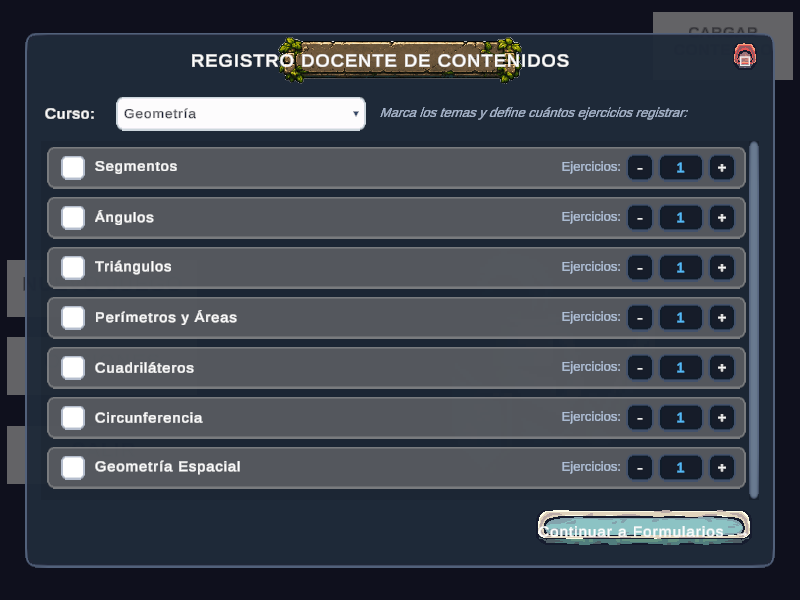 CARGAR
REGISTRO DOCENTE DE CONTENIDOS
Curso: Geometría Marca los temas y define cuántos ejercicios registrar:
Segmentos Ejercicios: - 1 +
Ángulos Ejercicios: - 1 +
Triángulos Ejercicios: - 1 +
Perímetros y Áreas Ejercicios: - 1 +
Cuadriláteros Ejercicios: - 1 +
Circunferencia Ejercicios: - 1 +
Geometría Espacial Ejercicios: - 1 +
Continuar a Formularios